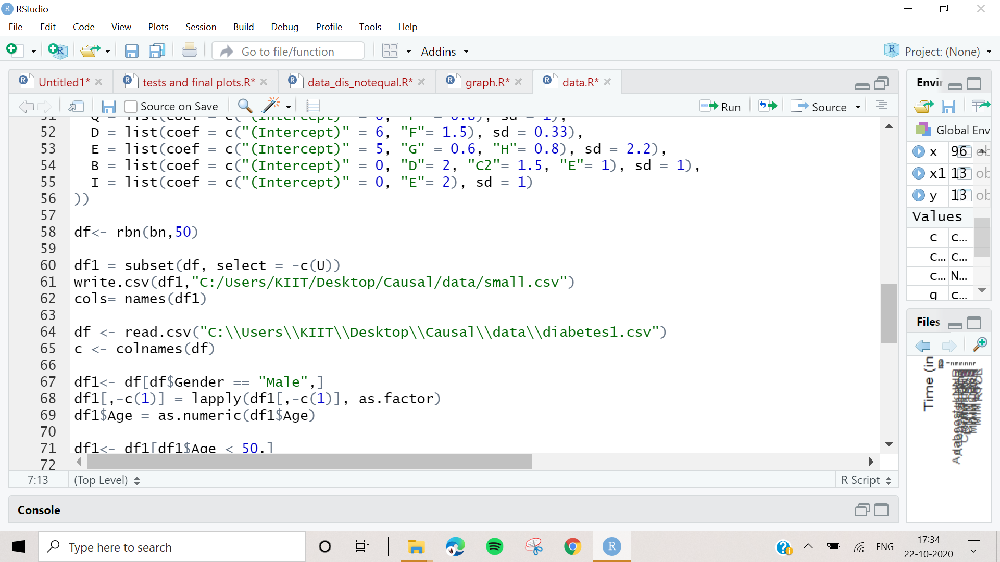 RStudio
File Edit Code View Plots Session Build Debug Profile Tools Help
Go to file/function Addins Project: (None)
Untitled1* tests and final plots.R* data_dis_notequal.R* graph.R* data.R*
Source on Save Run Source
52 D = list(coef = c("(Intercept)" = 6, "F"= 1.5), sd = 0.33),
53 E = list(coef = c("(Intercept)" = 5, "G" = 0.6, "H"= 0.8), sd = 2.2),
54 B = list(coef = c("(Intercept)" = 0, "D"= 2, "C2"= 1.5, "E"= 1), sd = 1),
55 I = list(coef = c("(Intercept)" = 0, "E"= 2), sd = 1)
56 ))
57
58 df<- rbn(bn,50)
59
60 df1 = subset(df, select = -c(U))
61 write.csv(df1,"C:/Users/KIIT/Desktop/Causal/data/small.csv")
62 cols= names(df1)
63
64 df <- read.csv("C:\\Users\\KIIT\\Desktop\\Causal\\data\\diabetes1.csv")
65 c <- colnames(df)
66
67 df1<- df[df$Gender == "Male",]
68 df1[,-c(1)] = lapply(df1[,-c(1)], as.factor)
69 df1$Age = as.numeric(df1$Age)
70
71 df1<- df1[df1$Age < 50,]
72
7:13 (Top Level) R Script
Console
Envir
Global Env
x 96 ob
x1 13 ob
y 13 ob
Values
c c...
c... c...
c... N...
g c...
Files
Time (in
Type here to search
ENG
17:34
22-10-2020